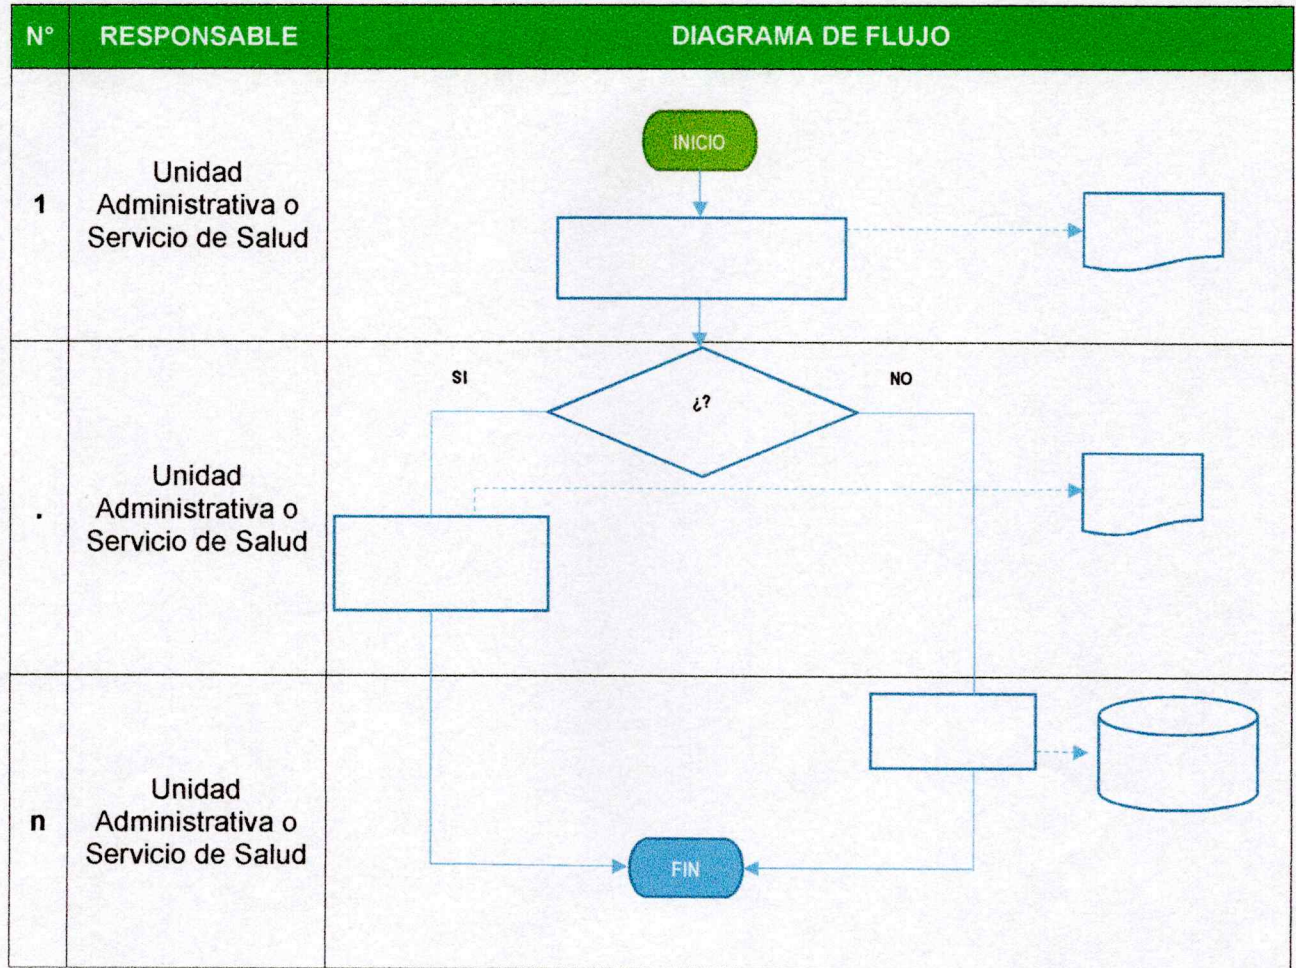 N° RESPONSABLE DIAGRAMA DE FLUJO
INICIO
Unidad
1 Administrativa o
Servicio de Salud
SI NO
¿?
Unidad
. Administrativa o
Servicio de Salud
Unidad
n Administrativa o
Servicio de Salud
FIN